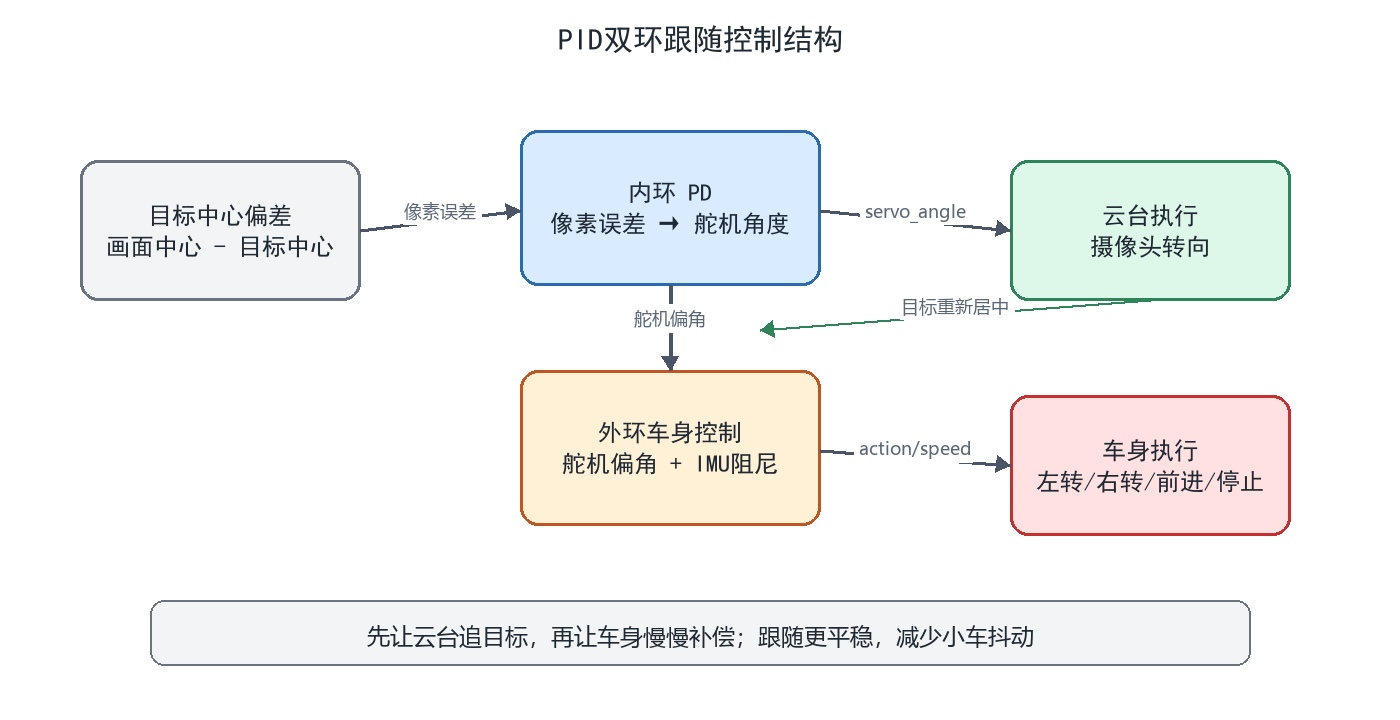 PID双环跟随控制结构
目标中心偏差
画面中心 - 目标中心
像素误差
内环 PD
像素误差 → 舵机角度
servo_angle
云台执行
摄像头转向
舵机偏角
目标重新居中
外环车身控制
舵机偏角 + IMU阻尼
action/speed
车身执行
左转/右转/前进/停止
先让云台追目标，再让车身慢慢补偿；跟随更平稳，减少小车抖动